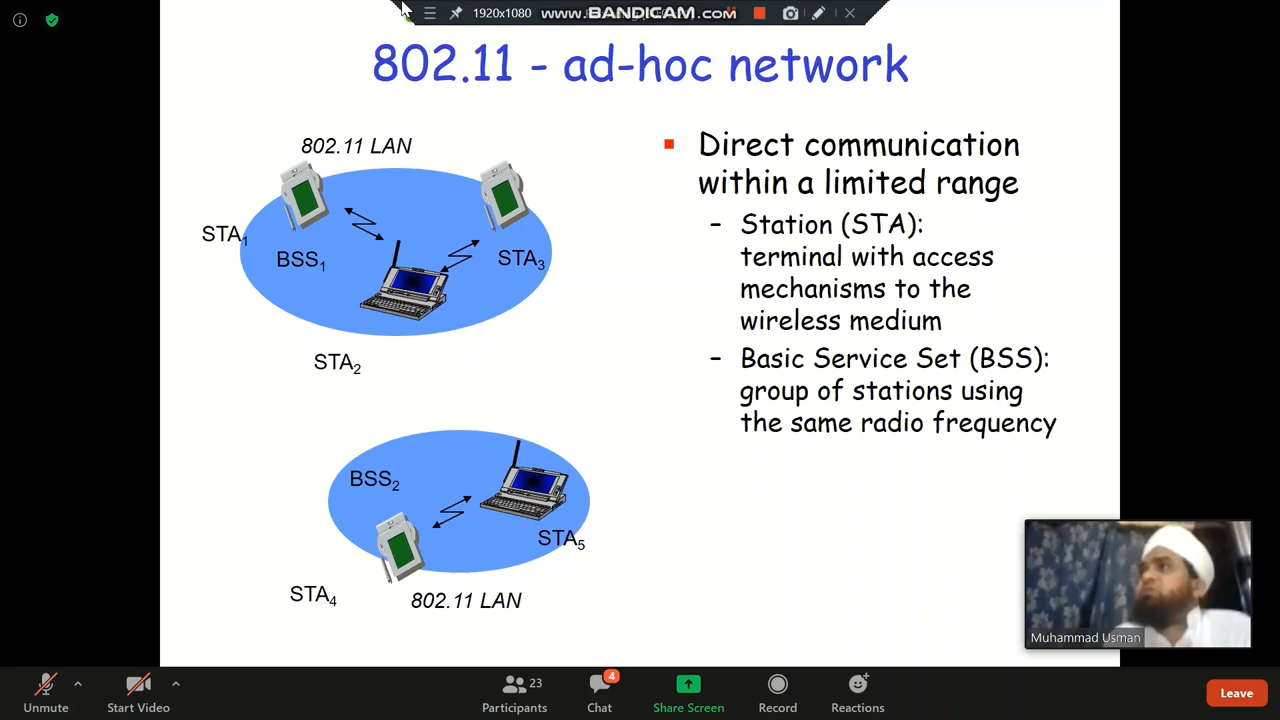 1920x1080
www.BANDICAM.com
802.11 - ad-hoc network
802.11 LAN
STA1
BSS1
STA3
STA2
BSS2
STA5
STA4
802.11 LAN
Direct communication
within a limited range
– Station (STA):
terminal with access
mechanisms to the
wireless medium
– Basic Service Set (BSS):
group of stations using
the same radio frequency
Muhammad Usman
Unmute
Start Video
23
Participants
4
Chat
Share Screen
Record
Reactions
Leave